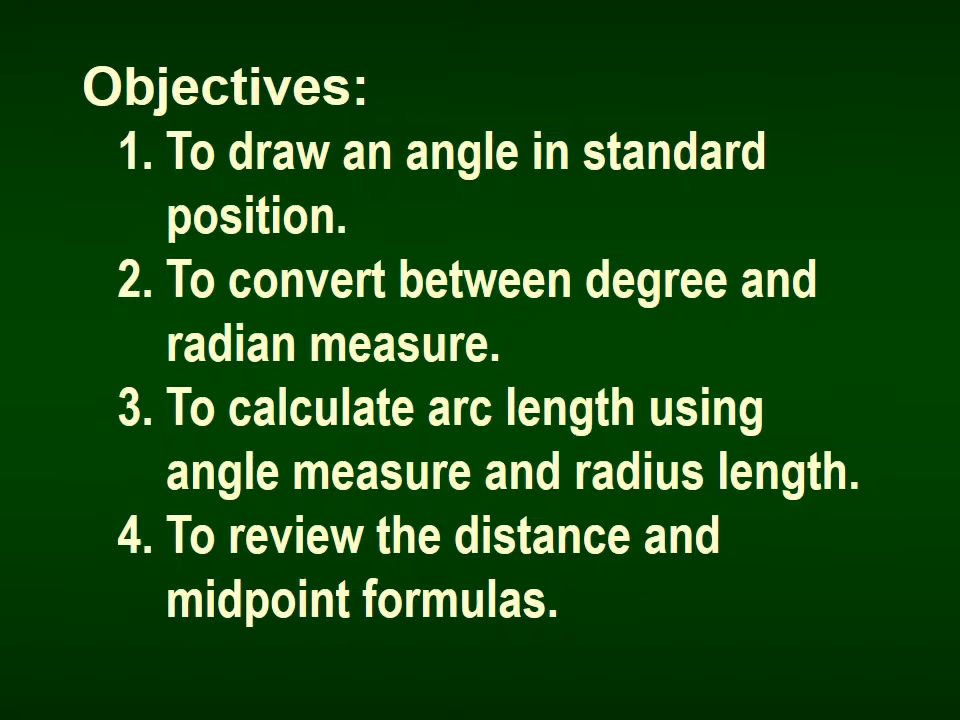 Objectives:
1. To draw an angle in standard
position.
2. To convert between degree and
radian measure.
3. To calculate arc length using
angle measure and radius length.
4. To review the distance and
midpoint formulas.